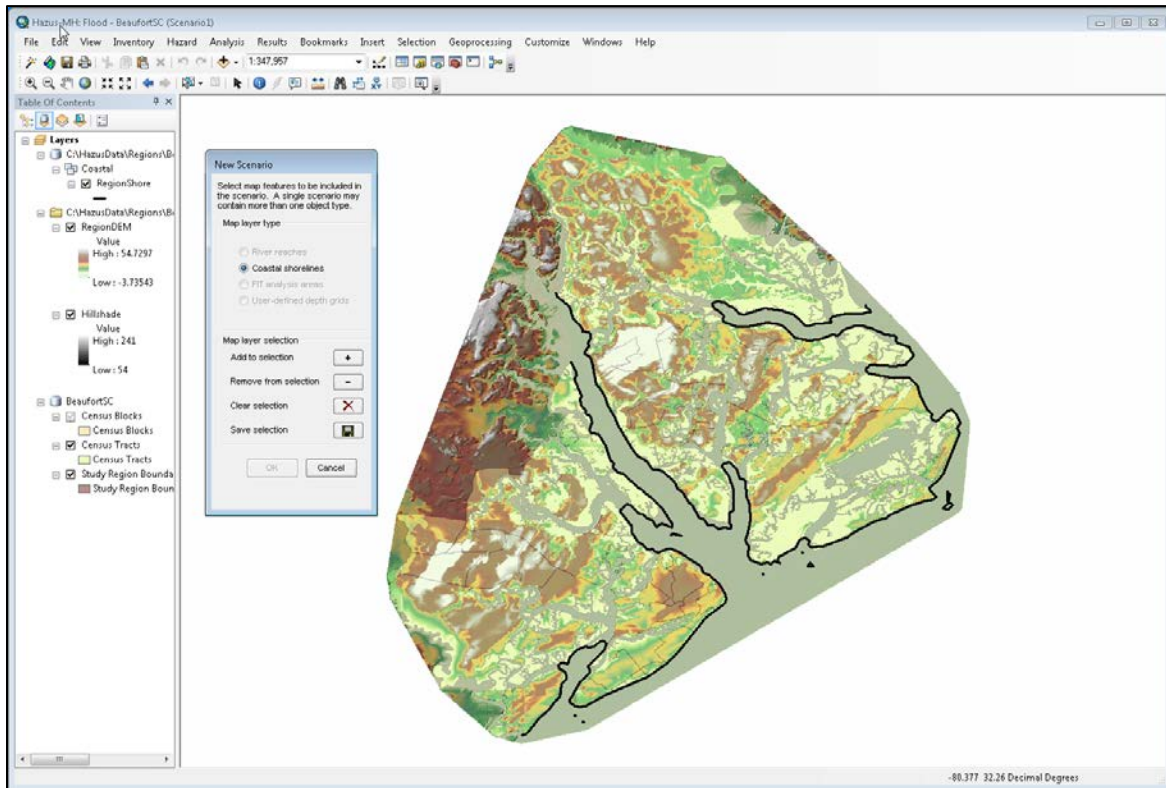 Hazus-MH: Flood - BeaufortSC (Scenario1)
File Edit View Inventory Hazard Analysis Results Bookmarks Insert Selection Geoprocessing Customize Windows Help
1:347,957
Table Of Contents
Layers
C:\HazusData\Regions\B
Coastal
RegionShore
C:\HazusData\Regions\B
RegionDEM
Value
High : 54.7297
Low : -3.73543
Hillshade
Value
High : 241
Low : 54
BeaufortSC
Census Blocks
Census Blocks
Census Tracts
Census Tracts
Study Region Bounda
Study Region Boun
New Scenario
Select map features to be included
in the scenario. A single scenario may
contain more than one object type.
Map layer type
River reaches
Coastal shorelines
FIT analysis areas
User-defined depth grids
Map layer selection
Add to selection
Remove from selection
Clear selection
Save selection
OK Cancel
-80.377 32.26 Decimal Degrees